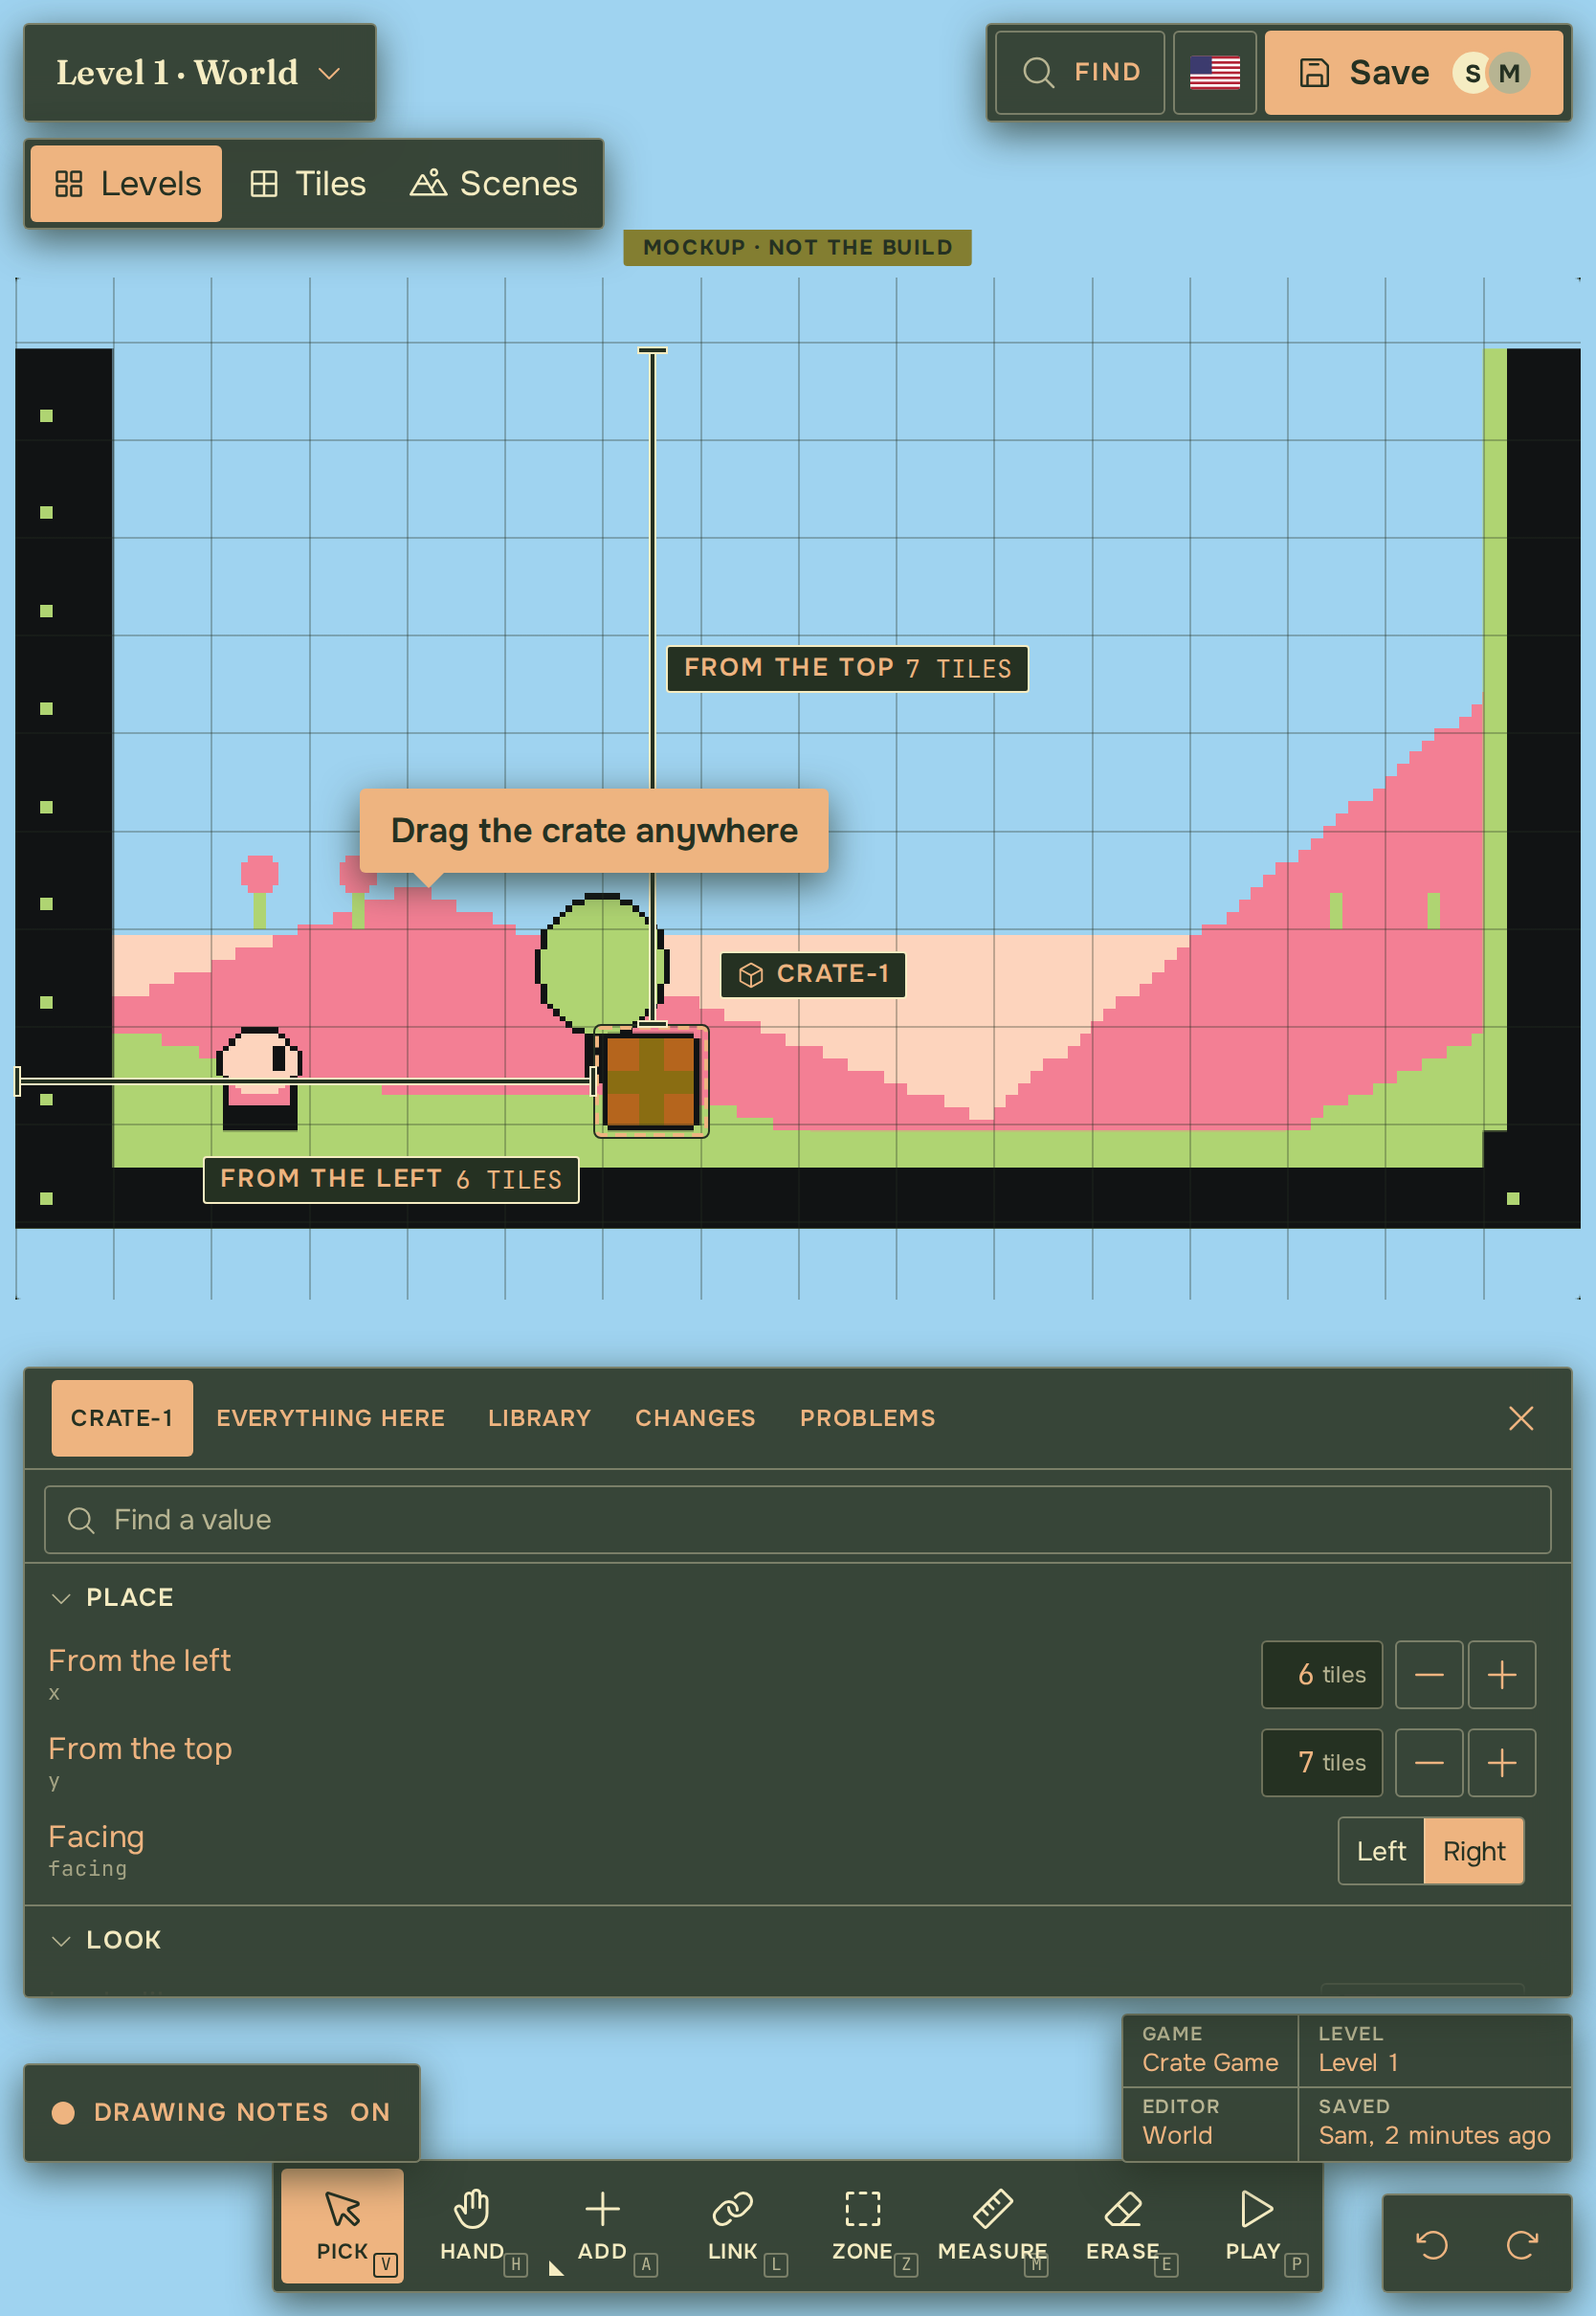 Level 1 · World
FIND
Save S M
Levels Tiles Scenes
MOCKUP · NOT THE BUILD
FROM THE TOP 7 TILES
Drag the crate anywhere
CRATE-1
FROM THE LEFT 6 TILES
CRATE-1 EVERYTHING HERE LIBRARY CHANGES PROBLEMS
Find a value
PLACE
From the left
x
6 tiles
From the top
y
7 tiles
Facing
facing
Left Right
LOOK
GAME
Crate Game
LEVEL
Level 1
EDITOR
World
SAVED
Sam, 2 minutes ago
DRAWING NOTES ON
PICK V
HAND H
ADD A
LINK L
ZONE Z
MEASURE M
ERASE E
PLAY P